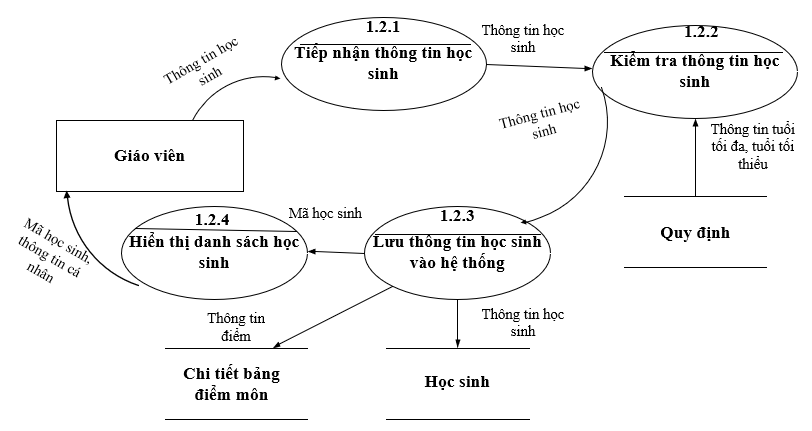 1.2.1
Tiếp nhận thông tin học
sinh
Thông tin học
sinh
1.2.2
Kiểm tra thông tin học
sinh
Thông tin học
sinh
Thông tin học
sinh
Thông tin tuổi
tối đa, tuổi tối
thiểu
Giáo viên
1.2.4
Hiển thị danh sách học
sinh
Mã học sinh
1.2.3
Lưu thông tin học sinh
vào hệ thống
Quy định
Mã học sinh,
thông tin cá
nhân
Thông tin
điểm
Thông tin học
sinh
Chi tiết bảng
điểm môn
Học sinh